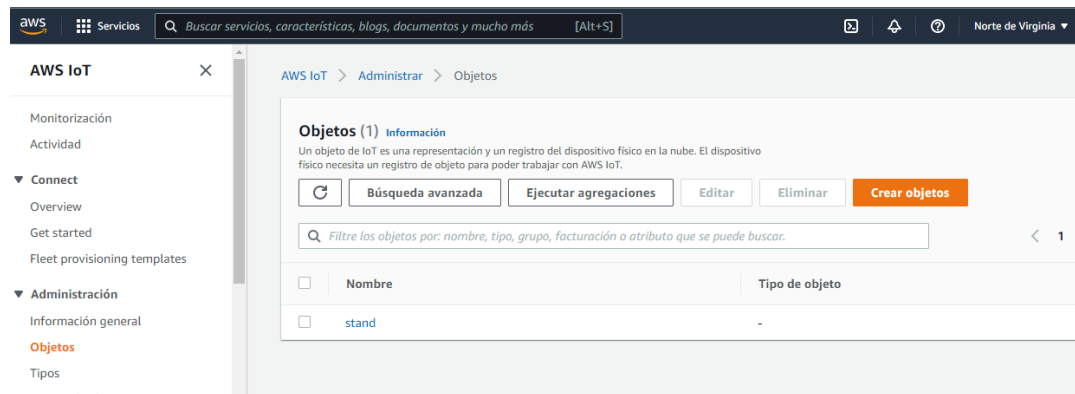 aws Servicios Buscar servicios, características, blogs, documentos y mucho más [Alt+S] Norte de Virginia
AWS IoT
AWS IoT > Administrar > Objetos
Monitorización
Actividad
Connect
Overview
Get started
Fleet provisioning templates
Administración
Información general
Objetos
Tipos
Objetos (1) Información
Un objeto de IoT es una representación y un registro del dispositivo físico en la nube. El dispositivo
físico necesita un registro de objeto para poder trabajar con AWS IoT.
Búsqueda avanzada Ejecutar agregaciones Editar Eliminar Crear objetos
Filtre los objetos por: nombre, tipo, grupo, facturación o atributo que se puede buscar. < 1
Nombre Tipo de objeto
stand -